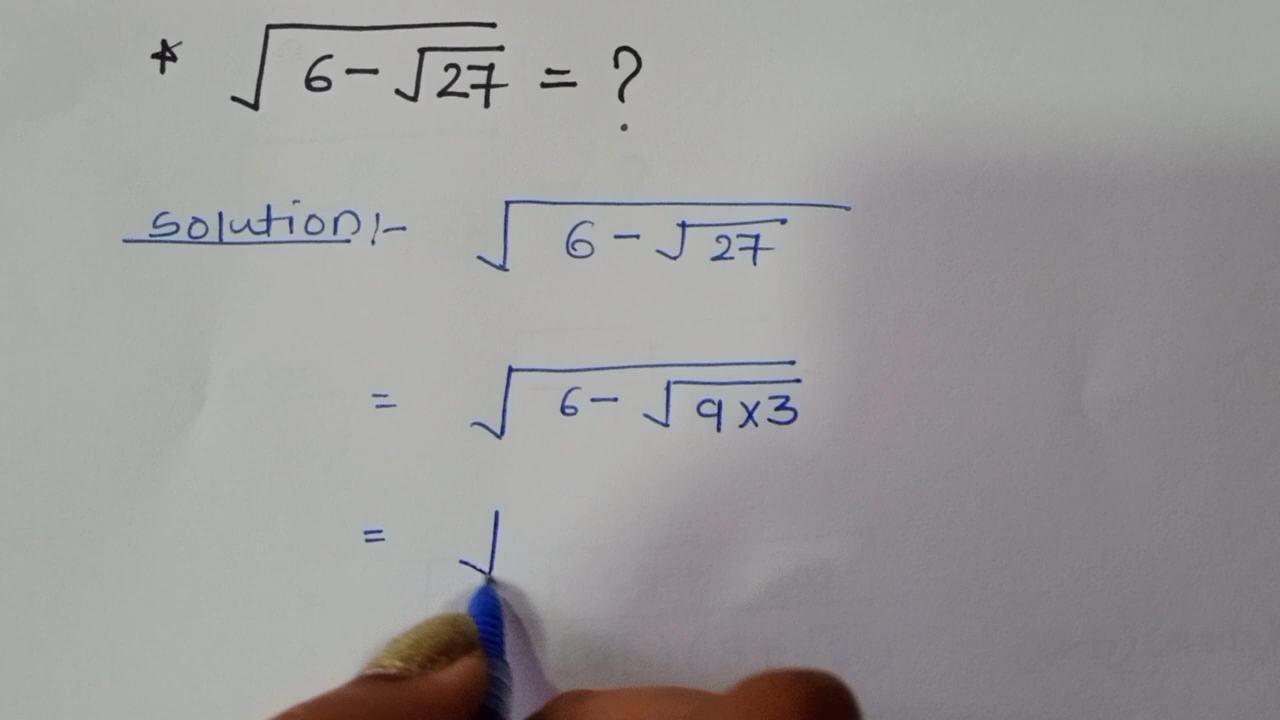 * √(6-√27) = ?
Solution:- √(6-√27)
= √(6-√(9x3))
= √